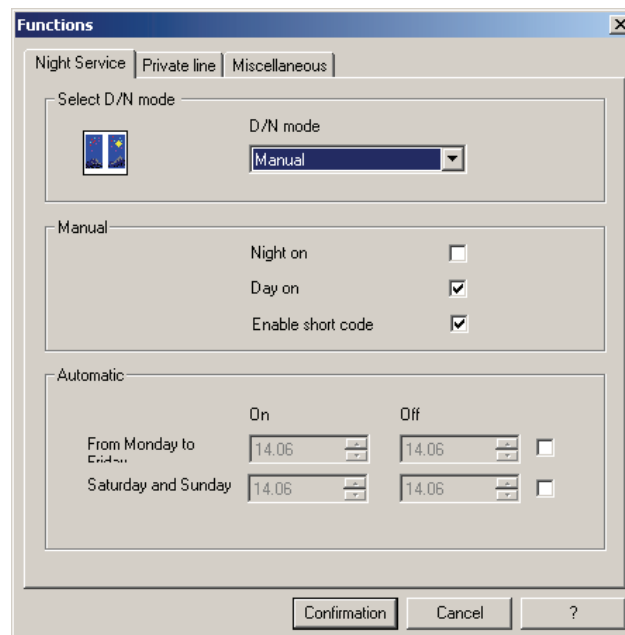 Functions
Night Service Private line Miscellaneous
Select D/N mode
D/N mode
Manual
Manual
Night on
Day on
Enable short code
Automatic
On Off
From Monday to
Friday
14.06 14.06
Saturday and Sunday 14.06 14.06
Confirmation Cancel ?